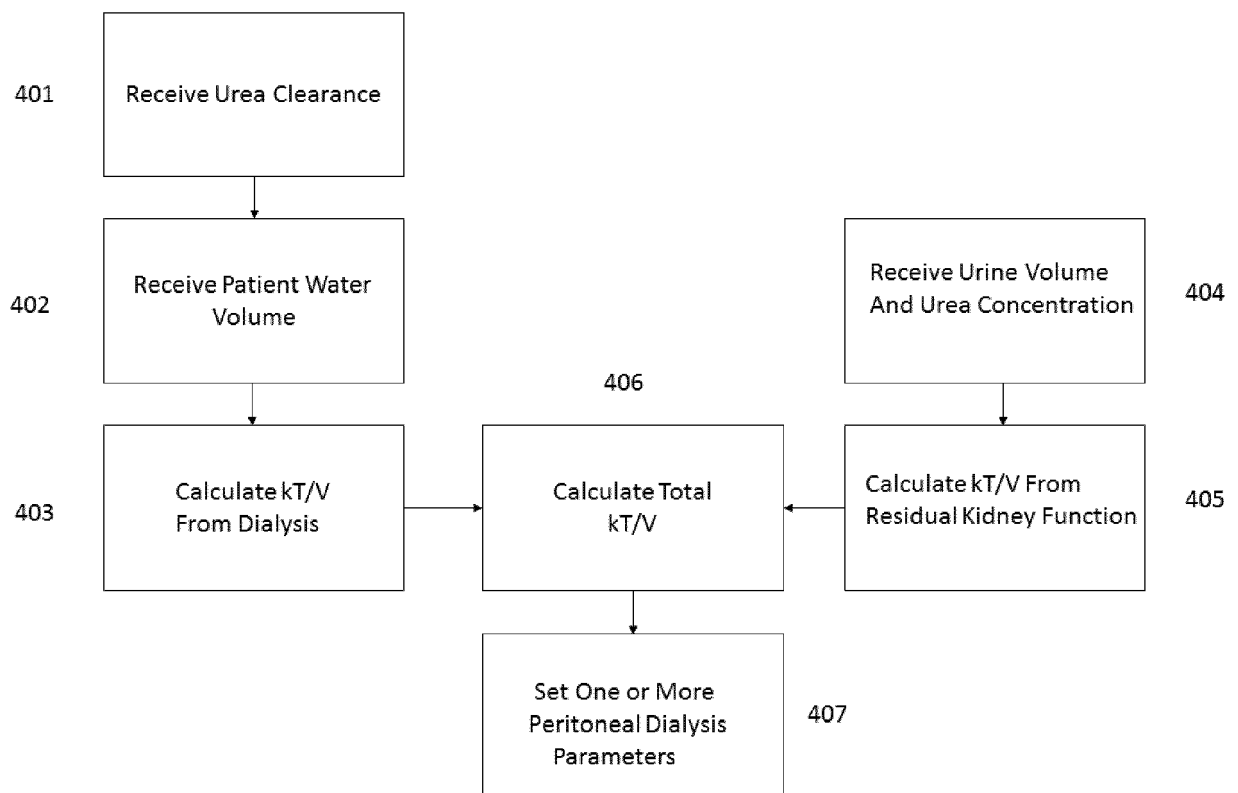 401
Receive Urea Clearance
402
Receive Patient Water
Volume
Receive Urine Volume
And Urea Concentration
404
406
403
Calculate kT/V
From Dialysis
Calculate Total
kT/V
Calculate kT/V From
Residual Kidney Function
405
Set One or More
Peritoneal Dialysis
Parameters
407